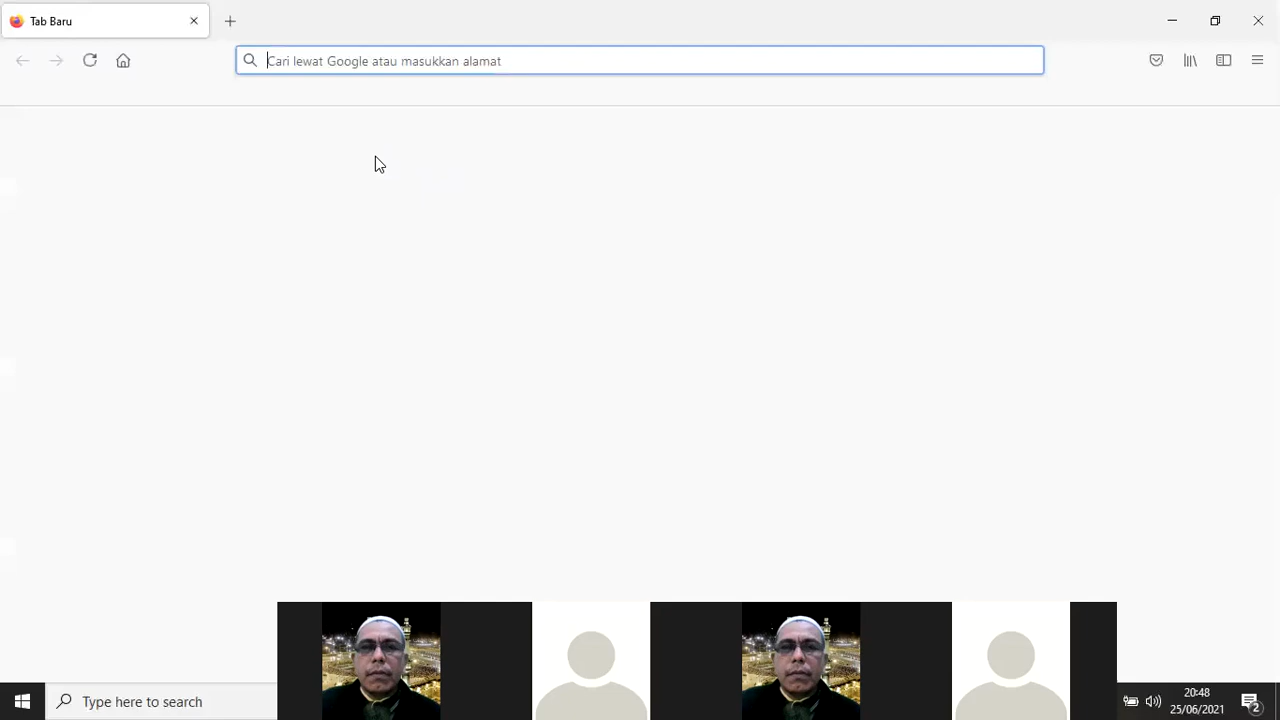 Tab Baru
Cari lewat Google atau masukkan alamat
Type here to search
20:48
25/06/2021
2